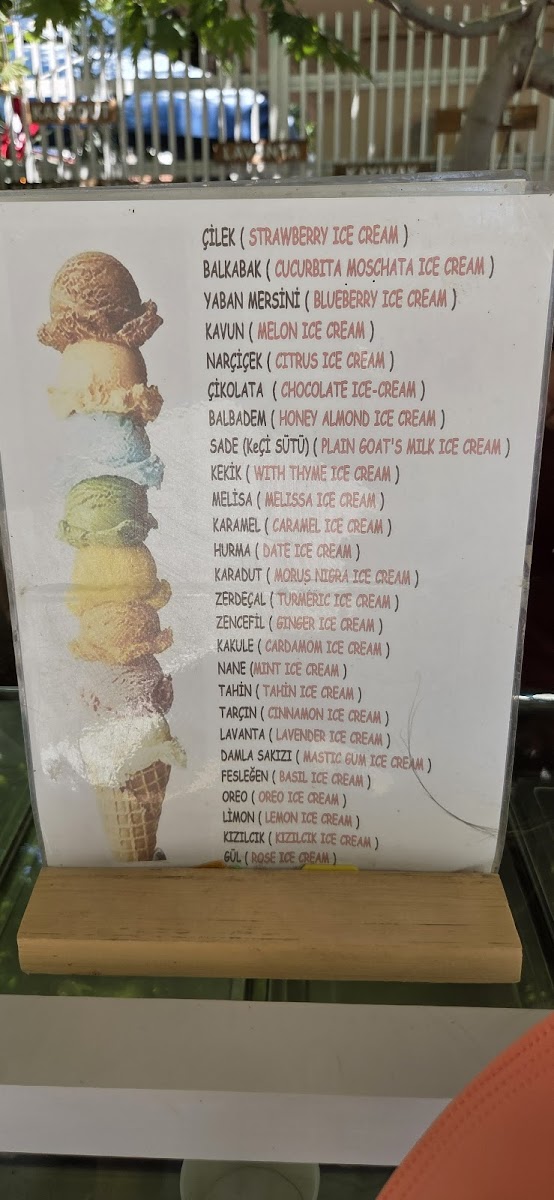 ÇİLEK ( STRAWBERRY ICE CREAM )
BALKABAK ( CUCURBITA MOSCHATA ICE CREAM )
YABAN MERSİNİ ( BLUEBERRY ICE CREAM )
KAVUN ( MELON ICE CREAM )
NARÇİÇEK ( CITRUS ICE CREAM )
ÇİKOLATA ( CHOCOLATE ICE-CREAM )
BALBADEM ( HONEY ALMOND ICE CREAM )
SADE (KeÇİ SÜTÜ) ( PLAIN GOAT'S MILK ICE CREAM )
KEKİK ( WITH THYME ICE CREAM )
MELİSA ( MELISSA ICE CREAM )
KARAMEL ( CARAMEL ICE CREAM )
HURMA ( DATE ICE CREAM )
KARADUT ( MORUS NIGRA ICE CREAM )
ZERDEÇAL ( TURMERIC ICE CREAM )
ZENCEFİL ( GINGER ICE CREAM )
KAKULE ( CARDAMOM ICE CREAM )
NANE (MINT ICE CREAM )
TAHİN ( TAHİN ICE CREAM )
TARÇIN ( CINNAMON ICE CREAM )
LAVANTA ( LAVENDER ICE CREAM )
DAMLA SAKIZI ( MASTIC GUM ICE CREAM )
FESLEĞEN ( BASIL ICE CREAM )
OREO ( OREO ICE CREAM )
LİMON ( LEMON ICE CREAM )
KIZILCIK ( KIZILCIK ICE CREAM )
GÜL ( ROSE ICE CREAM )